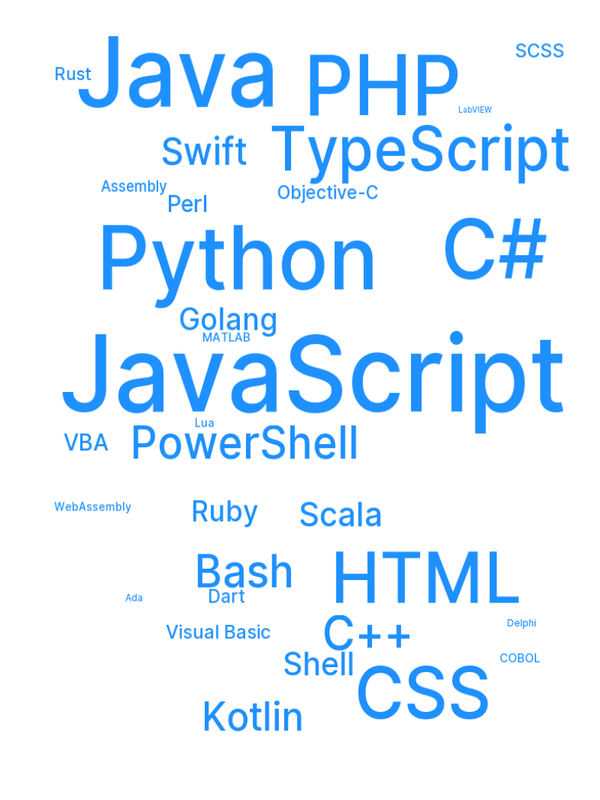 SCSS
Java
PHP
Rust
LabVIEW
Swift
TypeScript
Assembly
Objective-C
Perl
Python
C#
Golang
MATLAB
JavaScript
Lua
VBA
PowerShell
WebAssembly
Ruby
Scala
Bash
HTML
Dart
Ada
Delphi
Visual Basic
C++
Shell
COBOL
CSS
Kotlin